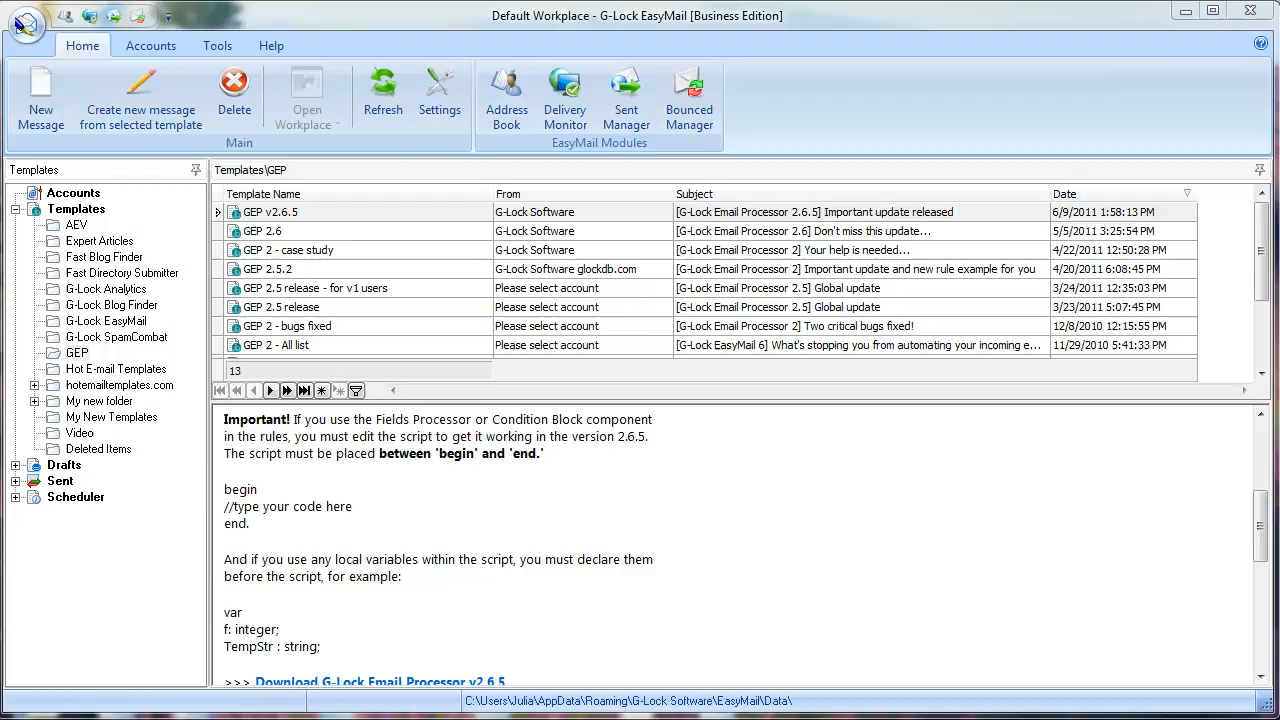 Default Workplace - G-Lock EasyMail [Business Edition]
Home Accounts Tools Help
New Message
Create new message from selected template
Delete
Open Workplace
Refresh
Settings
Address Book
Delivery Monitor
Sent Manager
Bounced Manager
Main
EasyMail Modules
Templates
Accounts
Templates
AEV
Expert Articles
Fast Blog Finder
Fast Directory Submitter
G-Lock Analytics
G-Lock Blog Finder
G-Lock EasyMail
G-Lock SpamCombat
GEP
Hot E-mail Templates
hotemailtemplates.com
My new folder
My New Templates
Video
Deleted Items
Drafts
Sent
Scheduler
Templates\GEP
Template Name From Subject Date
GEP v2.6.5 G-Lock Software [G-Lock Email Processor 2.6.5] Important update released 6/9/2011 1:58:13 PM
GEP 2.6 G-Lock Software [G-Lock Email Processor 2.6] Don't miss this update... 5/5/2011 3:25:54 PM
GEP 2 - case study G-Lock Software [G-Lock Email Processor 2] Your help is needed... 4/22/2011 12:50:28 PM
GEP 2.5.2 G-Lock Software glockdb.com [G-Lock Email Processor 2] Important update and new rule example for you 4/20/2011 6:08:45 PM
GEP 2.5 release - for v1 users Please select account [G-Lock Email Processor 2.5] Global update 3/24/2011 12:35:03 PM
GEP 2.5 release Please select account [G-Lock Email Processor 2.5] Global update 3/23/2011 5:07:45 PM
GEP 2 - bugs fixed Please select account [G-Lock Email Processor 2] Two critical bugs fixed! 12/8/2010 12:15:55 PM
GEP 2 - All list Please select account [G-Lock EasyMail 6] What's stopping you from automating your incoming e... 11/29/2010 5:41:33 PM
13
Important! If you use the Fields Processor or Condition Block component
in the rules, you must edit the script to get it working in the version 2.6.5.
The script must be placed between 'begin' and 'end.'
begin
//type your code here
end.
And if you use any local variables within the script, you must declare them
before the script, for example:
var
f: integer;
TempStr : string;
>>> Download G-Lock Email Processor v2.6.5
C:\Users\Julia\AppData\Roaming\G-Lock Software\EasyMail\Data\